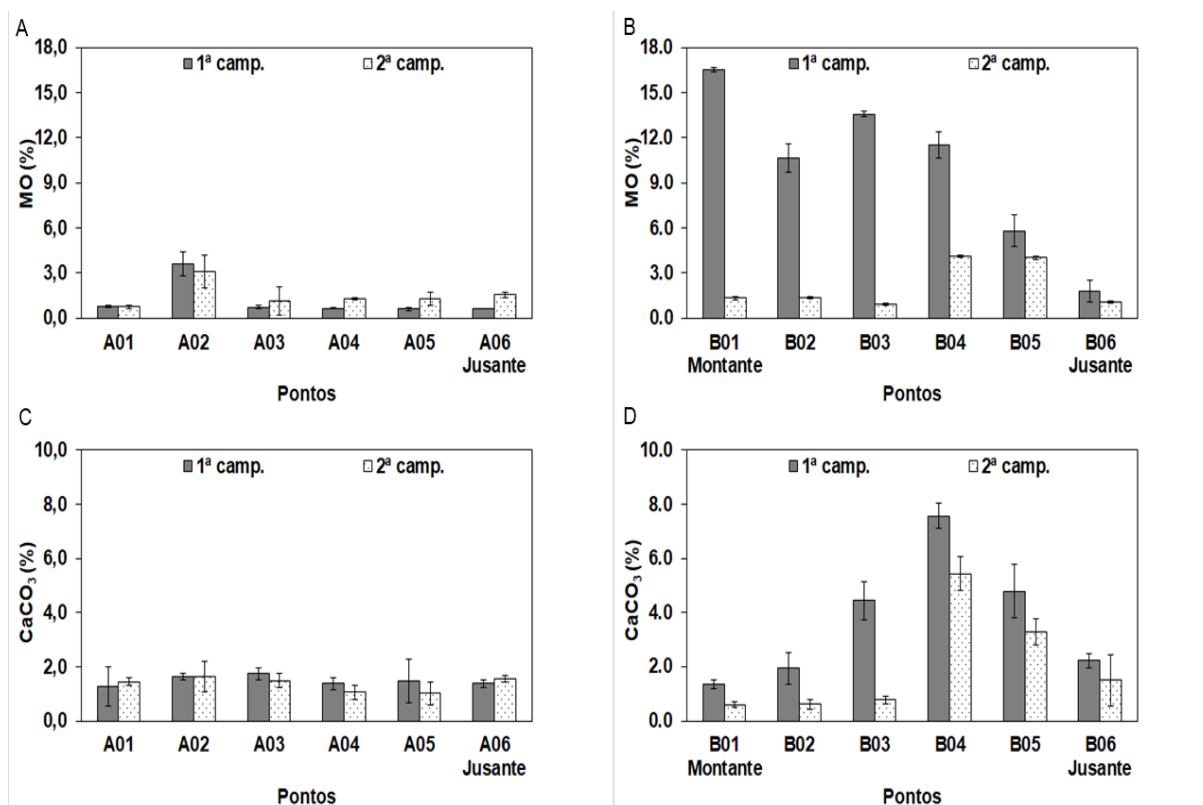 A
MO (%)
18,0
15,0
12,0
9,0
6,0
3,0
0,0
1ª camp.
2ª camp.
A01 A02 A03 A04 A05 A06
Jusante
Pontos
B
MO (%)
18.0
15.0
12.0
9.0
6.0
3.0
0.0
1ª camp.
2ª camp.
B01 B02 B03 B04 B05 B06
Montante Jusante
Pontos
C
CaCO₃ (%)
10,0
8,0
6,0
4,0
2,0
0,0
1ª camp.
2ª camp.
A01 A02 A03 A04 A05 A06
Jusante
Pontos
D
CaCO₃ (%)
10.0
8.0
6.0
4.0
2.0
0.0
1ª camp.
2ª camp.
B01 B02 B03 B04 B05 B06
Montante Jusante
Pontos